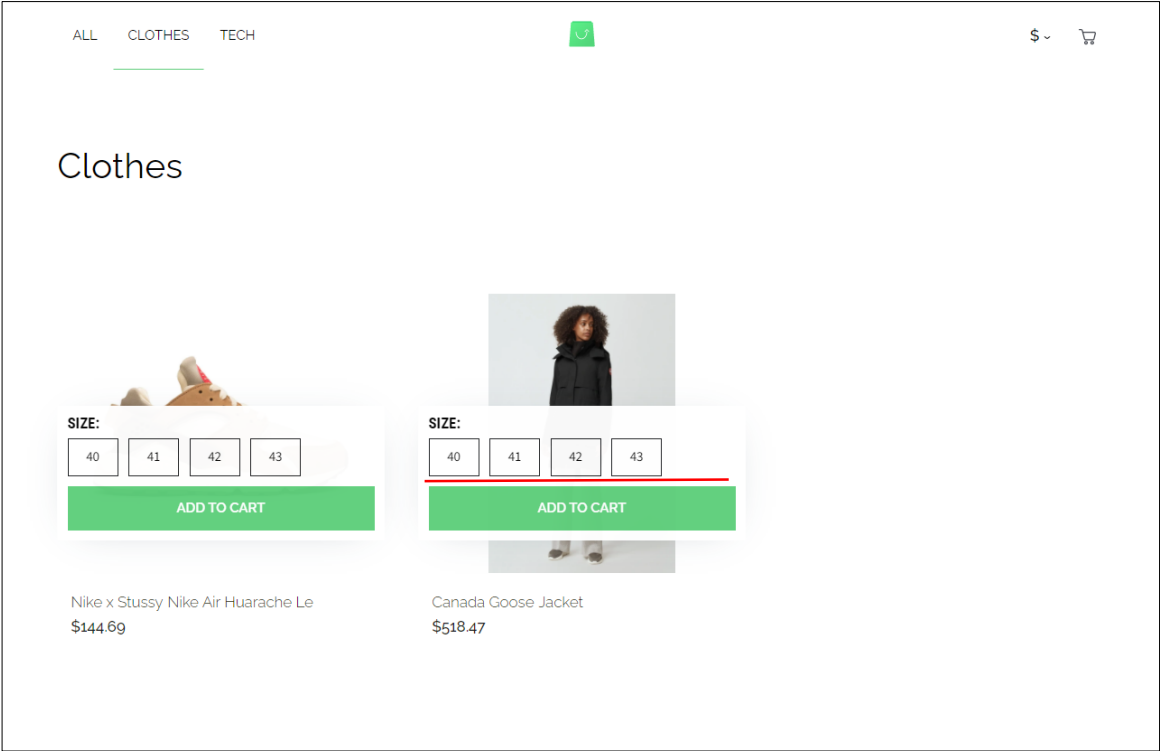 ALL CLOTHES TECH $
Clothes
SIZE: SIZE:
40 41 42 43 40 41 42 43
ADD TO CART ADD TO CART
Nike x Stussy Nike Air Huarache Le Canada Goose Jacket
$144.69 $518.47